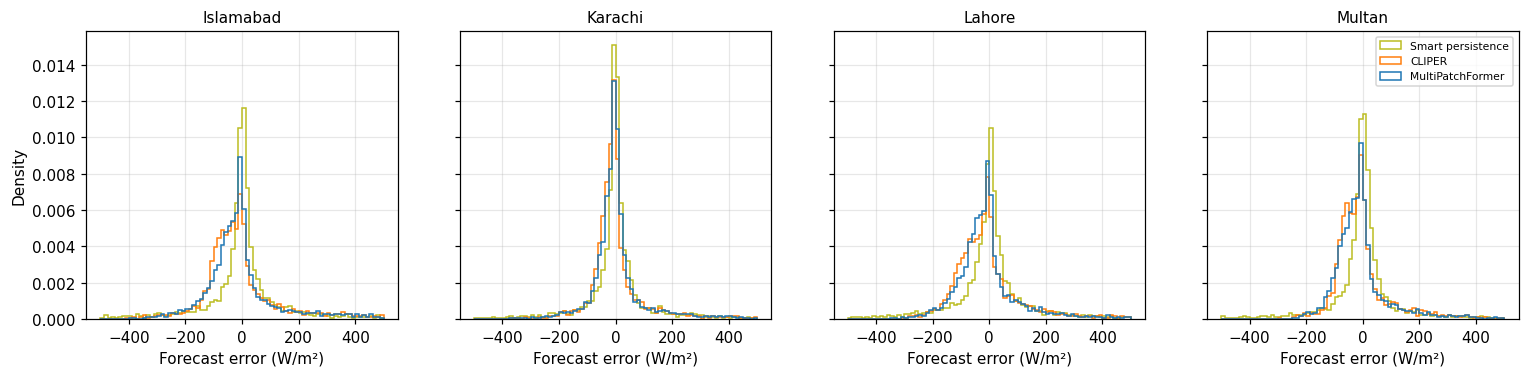 Islamabad
Karachi
Lahore
Multan
Density
0.014
0.012
0.010
0.008
0.006
0.004
0.002
0.000
Smart persistence
CLIPER
MultiPatchFormer
−400 −200 0 200 400
−400 −200 0 200 400
−400 −200 0 200 400
−400 −200 0 200 400
Forecast error (W/m²)
Forecast error (W/m²)
Forecast error (W/m²)
Forecast error (W/m²)